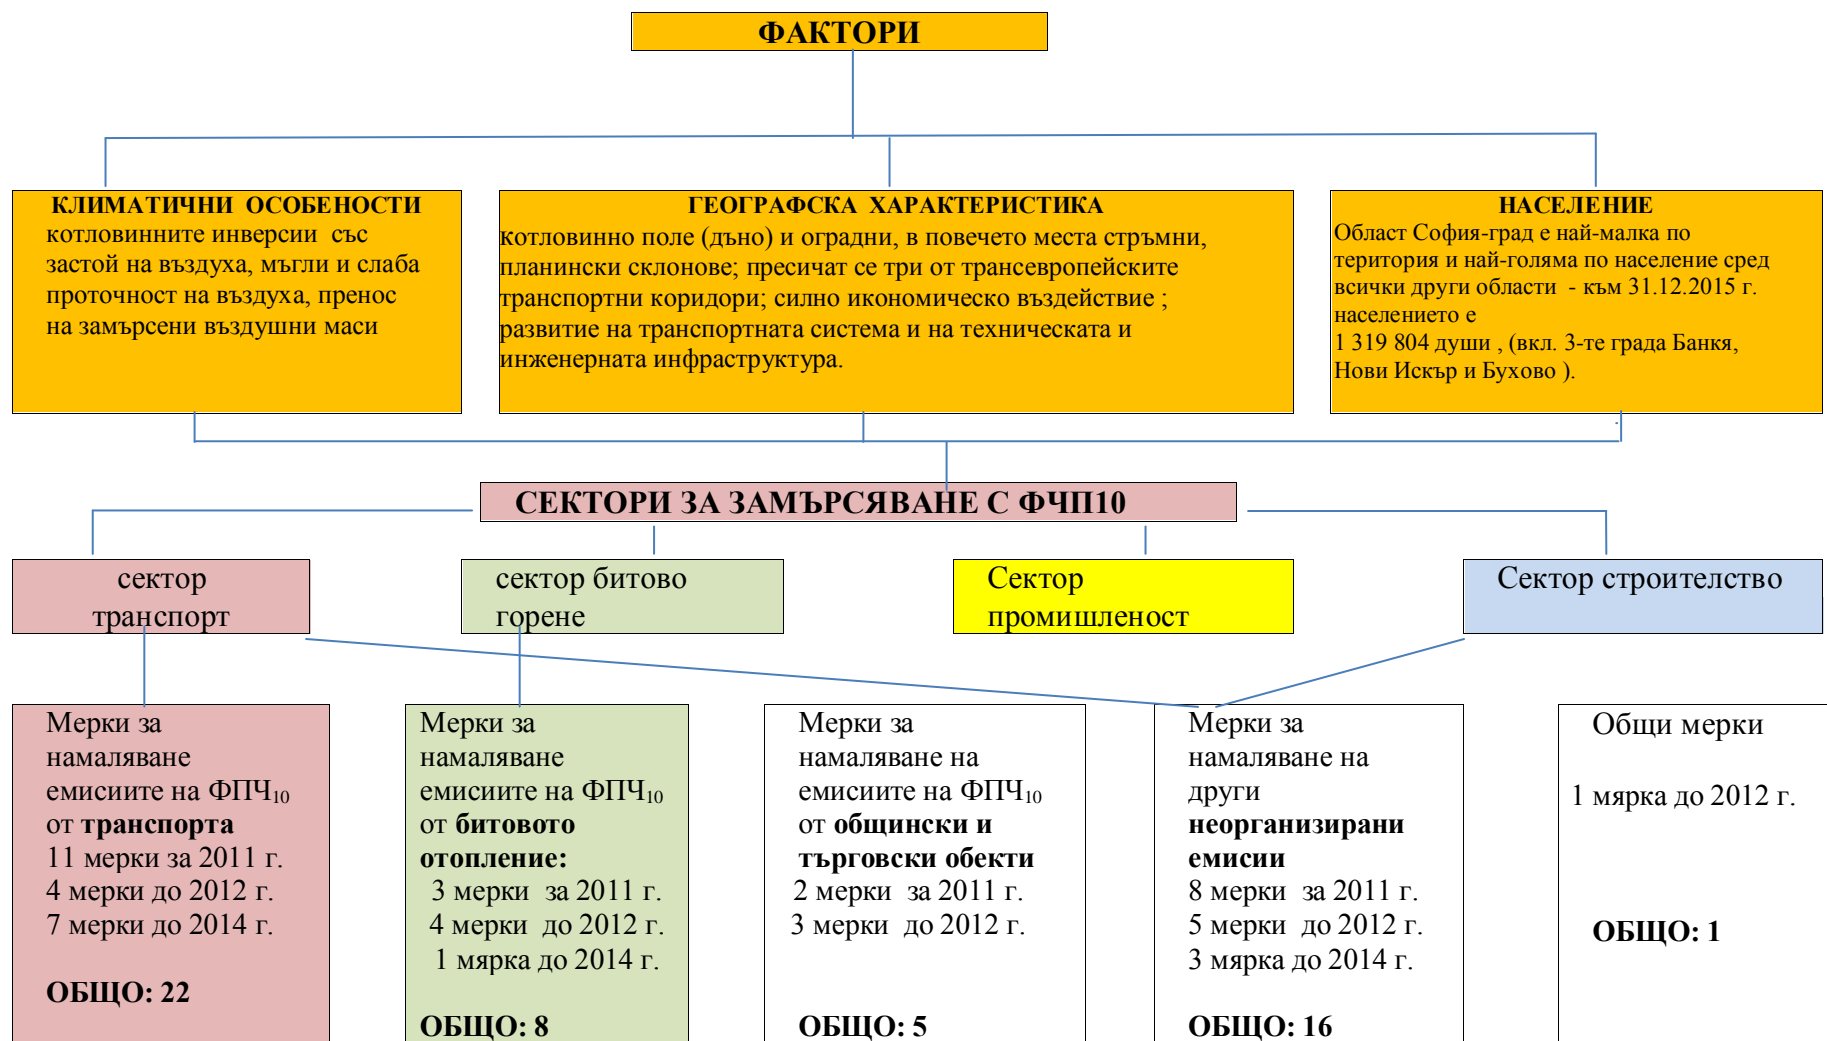 ФАКТОРИ
КЛИМАТИЧНИ ОСОБЕНОСТИ
котловинните инверсии със
застой на въздуха, мъгли и слаба
проточност на въздуха, пренос
на замърсени въздушни маси
ГЕОГРАФСКА ХАРАКТЕРИСТИКА
котловинно поле (дъно) и оградни, в повечето места стръмни,
планински склонове; пресичат се три от трансевропейските
транспортни коридори; силно икономическо въздействие ;
развитие на транспортната система и на техническата и
инженерната инфраструктура.
НАСЕЛЕНИЕ
Област София-град е най-малка по
територия и най-голяма по население сред
всички други области - към 31.12.2015 г.
населението е
1 319 804 души , (вкл. 3-те града Банкя,
Нови Искър и Бухово ).
СЕКТОРИ ЗА ЗАМЪРСЯВАНЕ С ФЧП10
сектор
транспорт
сектор битово
горене
Сектор
промишленост
Сектор строителство
Мерки за
намаляване
емисиите на ФПЧ₁₀
от транспорта
11 мерки за 2011 г.
4 мерки до 2012 г.
7 мерки до 2014 г.
ОБЩО: 22
Мерки за
намаляване
емисиите на ФПЧ₁₀
от битовото
отопление:
3 мерки за 2011 г.
4 мерки до 2012 г.
1 мярка до 2014 г.
ОБЩО: 8
Мерки за
намаляване на
емисиите на ФПЧ₁₀
от общински и
търговски обекти
2 мерки за 2011 г.
3 мерки до 2012 г.
ОБЩО: 5
Мерки за
намаляване на
други
неорганизирани
емисии
8 мерки за 2011 г.
5 мерки до 2012 г.
3 мярка до 2014 г.
ОБЩО: 16
Общи мерки
1 мярка до 2012 г.
ОБЩО: 1